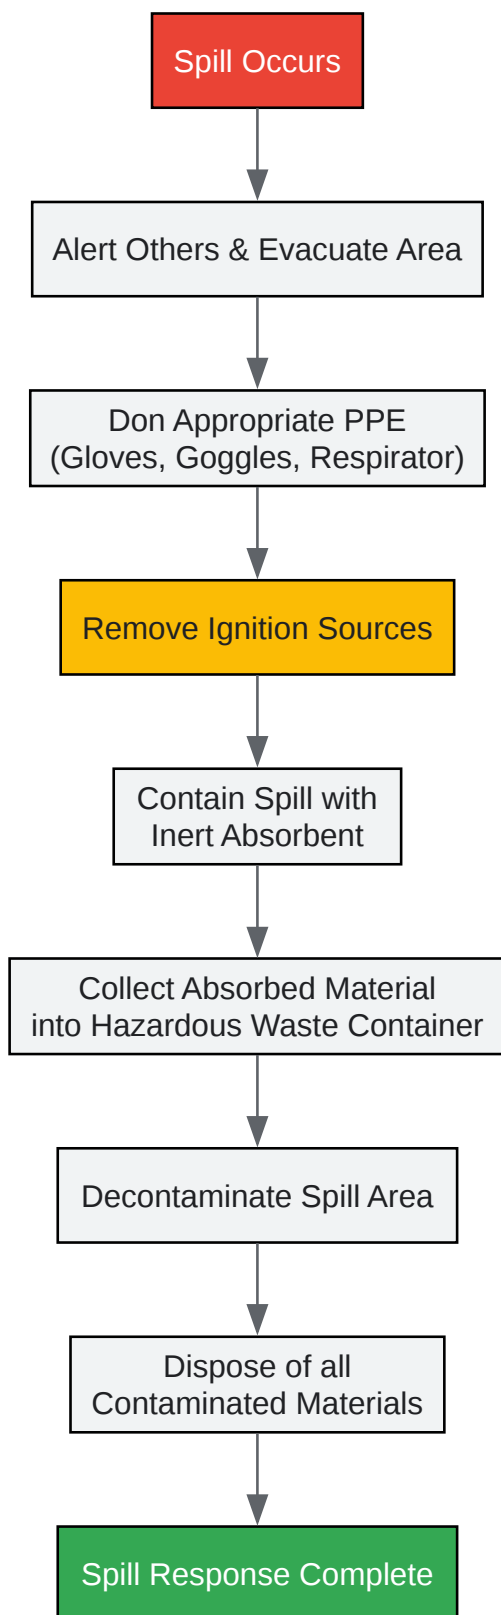 Spill Occurs
Alert Others & Evacuate Area
Don Appropriate PPE
(Gloves, Goggles, Respirator)
Remove Ignition Sources
Contain Spill with
Inert Absorbent
Collect Absorbed Material
into Hazardous Waste Container
Decontaminate Spill Area
Dispose of all
Contaminated Materials
Spill Response Complete